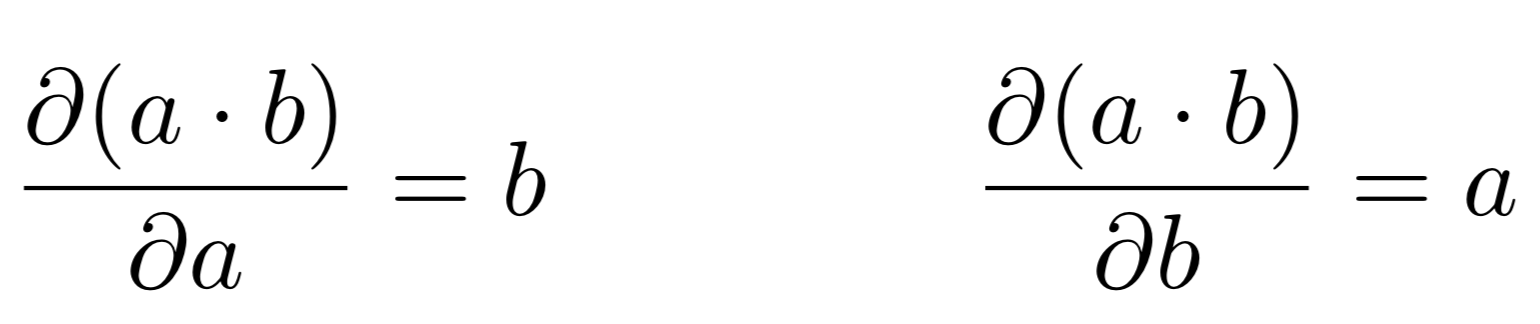 ∂(a · b)/∂a = b
∂(a · b)/∂b = a